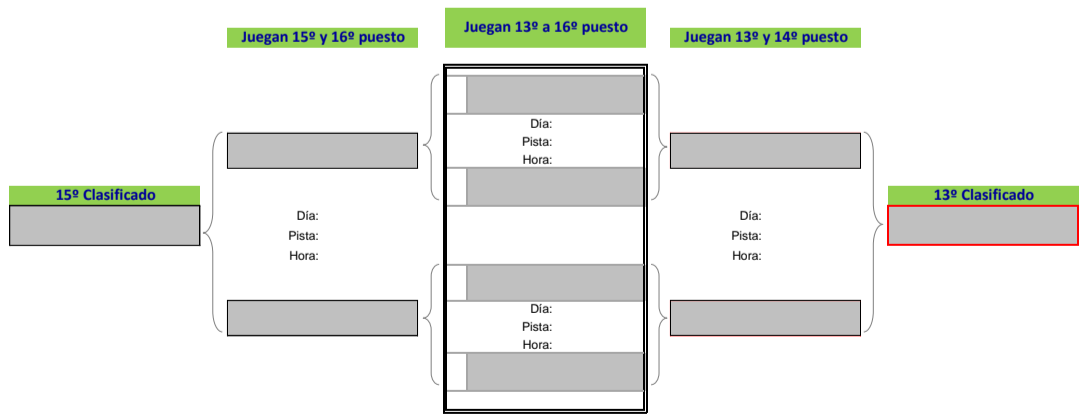 Juegan 15º y 16º puesto
Juegan 13º a 16º puesto
Juegan 13º y 14º puesto
Día:
Pista:
Hora:
15º Clasificado
13º Clasificado
Día:
Pista:
Hora:
Día:
Pista:
Hora:
Día:
Pista:
Hora: